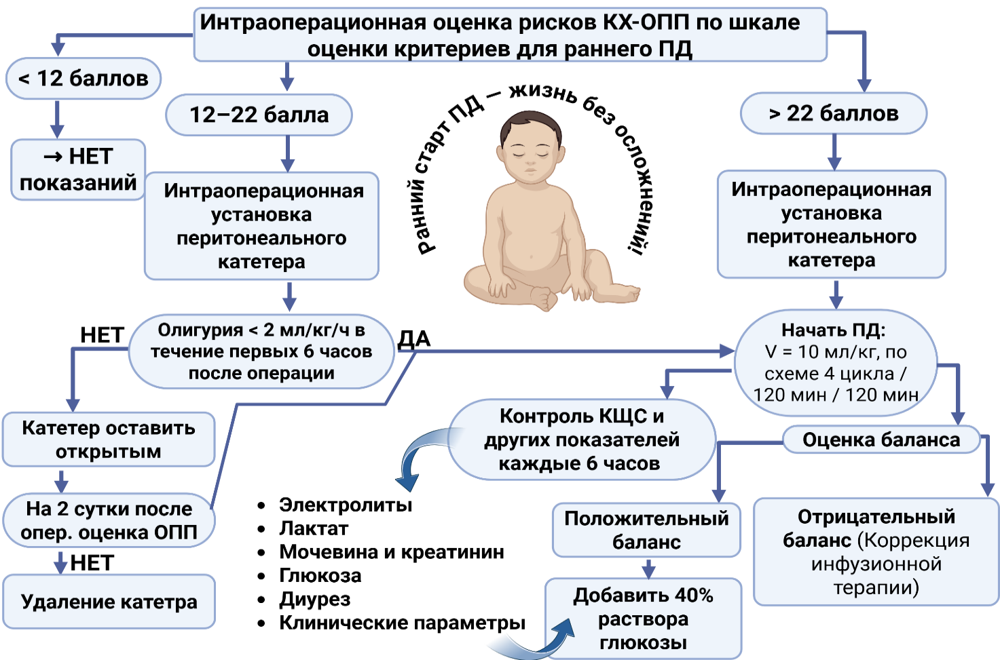 Интраоперационная оценка рисков КХ-ОПП по шкале
оценки критериев для раннего ПД
< 12 баллов
→ НЕТ
показаний
12–22 балла
Интраоперационная
установка
перитонеального
катетера
Ранний старт ПД — жизнь без осложнений!
> 22 баллов
Интраоперационная
установка
перитонеального
катетера
НЕТ
Олигурия < 2 мл/кг/ч в
течение первых 6 часов
после операции
ДА
Начать ПД:
V = 10 мл/кг, по
схеме 4 цикла /
120 мин / 120 мин
Катетер оставить
открытым
На 2 сутки после
опер. оценка ОПП
НЕТ
Удаление катетра
Контроль КЩС и
других показателей
каждые 6 часов
• Электролиты
• Лактат
• Мочевина и креатинин
• Глюкоза
• Диурез
• Клинические параметры
Оценка баланса
Положительный
баланс
Добавить 40%
раствора
глюкозы
Отрицательный
баланс (Коррекция
инфузионной
терапии)